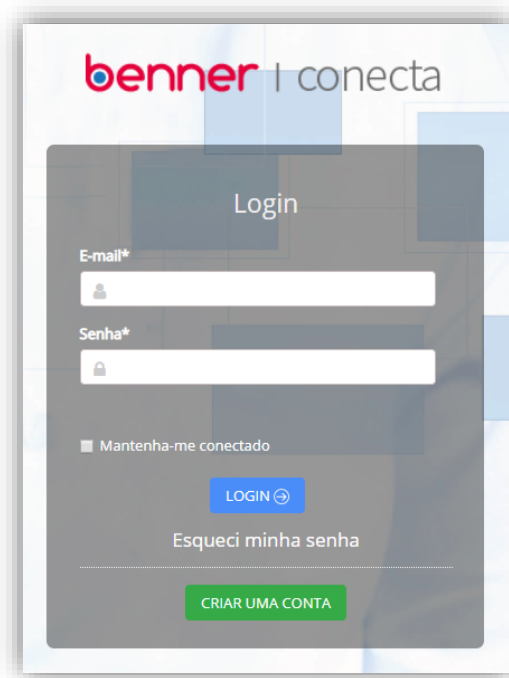 benner | conecta
Login
E-mail*
Senha*
Mantenha-me conectado
LOGIN
Esqueci minha senha
CRIAR UMA CONTA